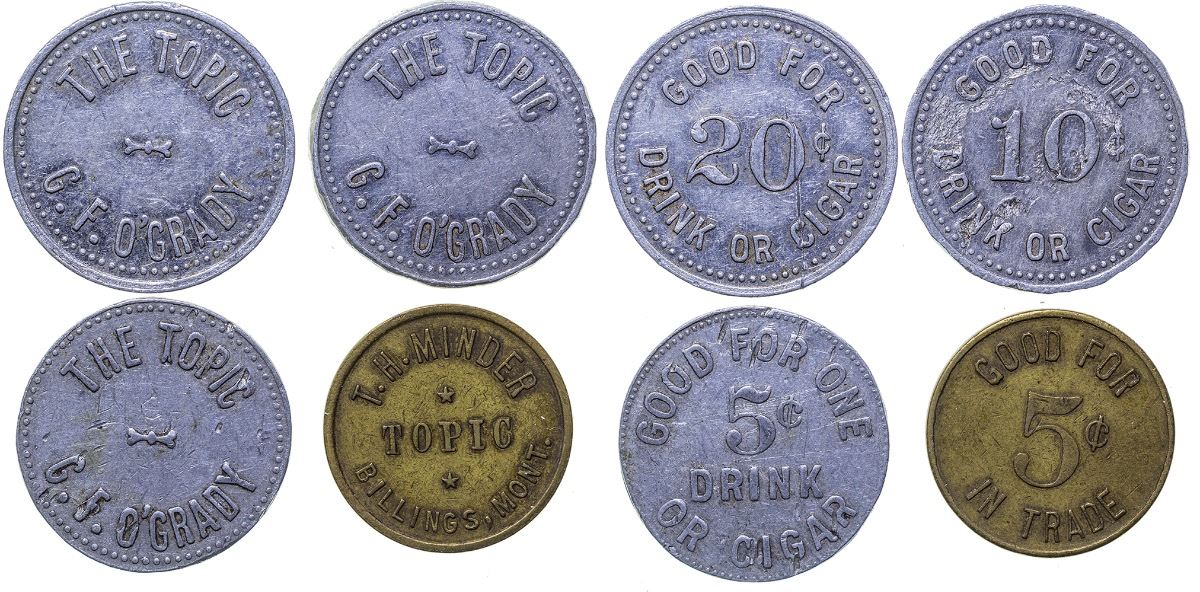 THE TOPIC
G. F. O'GRADY
THE TOPIC
G. F. O'GRADY
GOOD FOR
20¢
DRINK OR CIGAR
GOOD FOR
10¢
DRINK OR CIGAR
THE TOPIC
G. F. O'GRADY
T. H. MINDER
TOPIC
BILLINGS, MONT.
GOOD FOR ONE
5¢
DRINK
OR CIGAR
GOOD FOR
5¢
IN TRADE